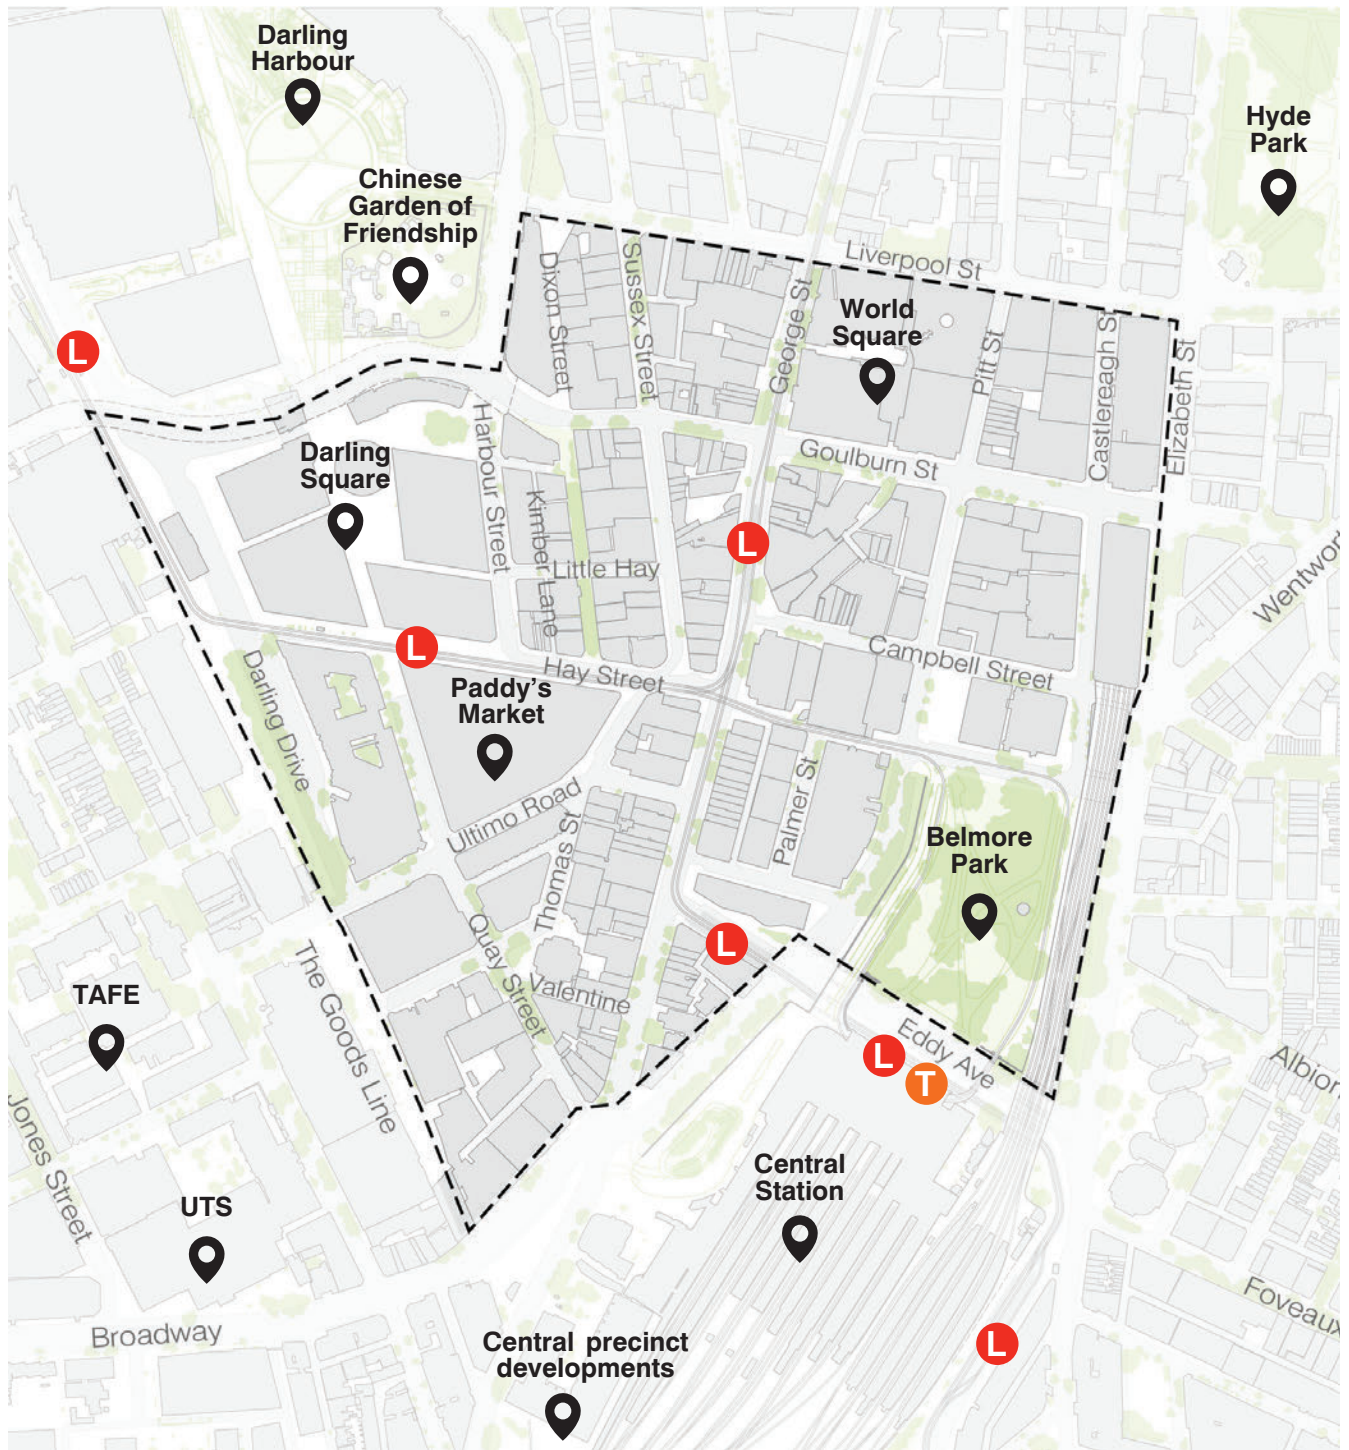 Darling
Harbour
Hyde
Park
Chinese
Garden of
Friendship
Liverpool St
Dixon Street
Sussex Street
George St
World
Square
Pitt St
Castlereagh St
Elizabeth St
L
Harbour Street
Goulburn St
Darling
Square
Kimber Lane
L
Little Hay
Wentwort
L
Hay Street
Campbell Street
Darling Drive
Paddy's
Market
Ultimo Road
Thomas St
Palmer St
Belmore
Park
Quay Street
L
Valentine
The Goods Line
TAFE
Eddy Ave
L
T
Albion
Jones Street
Central
Station
UTS
Foveaux
Broadway
Central precinct
developments
L